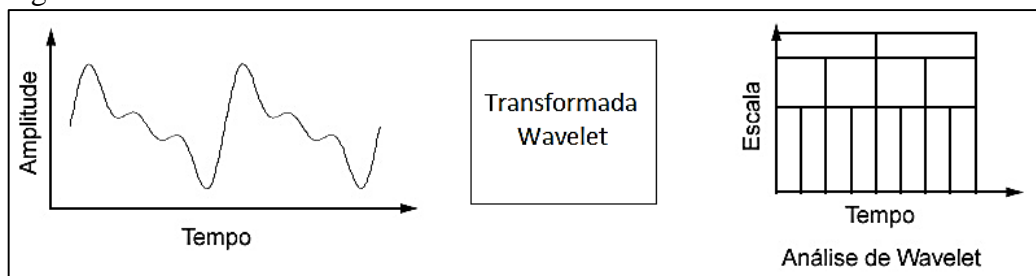 Amplitude
Tempo
Transformada
Wavelet
Escala
Tempo
Análise de Wavelet